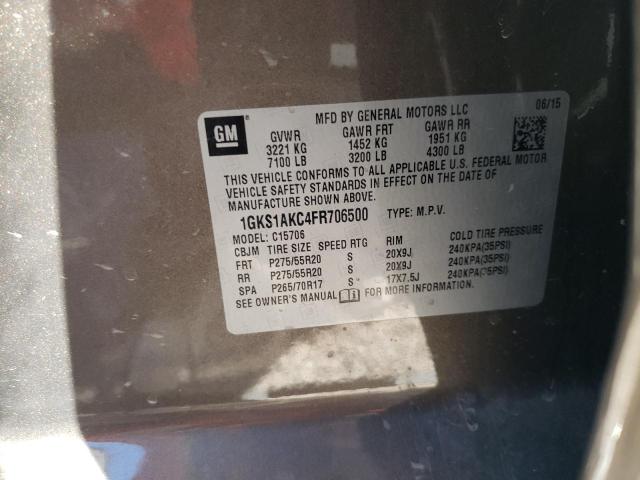 GM
MFD BY GENERAL MOTORS LLC 06/15
GVWR GAWR FRT GAWR RR
3221 KG 1452 KG 1951 KG
7100 LB 3200 LB 4300 LB
THIS VEHICLE CONFORMS TO ALL APPLICABLE U.S. FEDERAL MOTOR
VEHICLE SAFETY STANDARDS IN EFFECT ON THE DATE OF
MANUFACTURE SHOWN ABOVE.
1GKS1AKC4FR706500 TYPE: M.P.V.
MODEL: C15706
CBJM TIRE SIZE SPEED RTG RIM COLD TIRE PRESSURE
FRT P275/55R20 S 20X9J 240KPA(35PSI)
RR P275/55R20 S 20X9J 240KPA(35PSI)
SPA P265/70R17 S 17X7.5J 240KPA(35PSI)
SEE OWNER'S MANUAL FOR MORE INFORMATION.